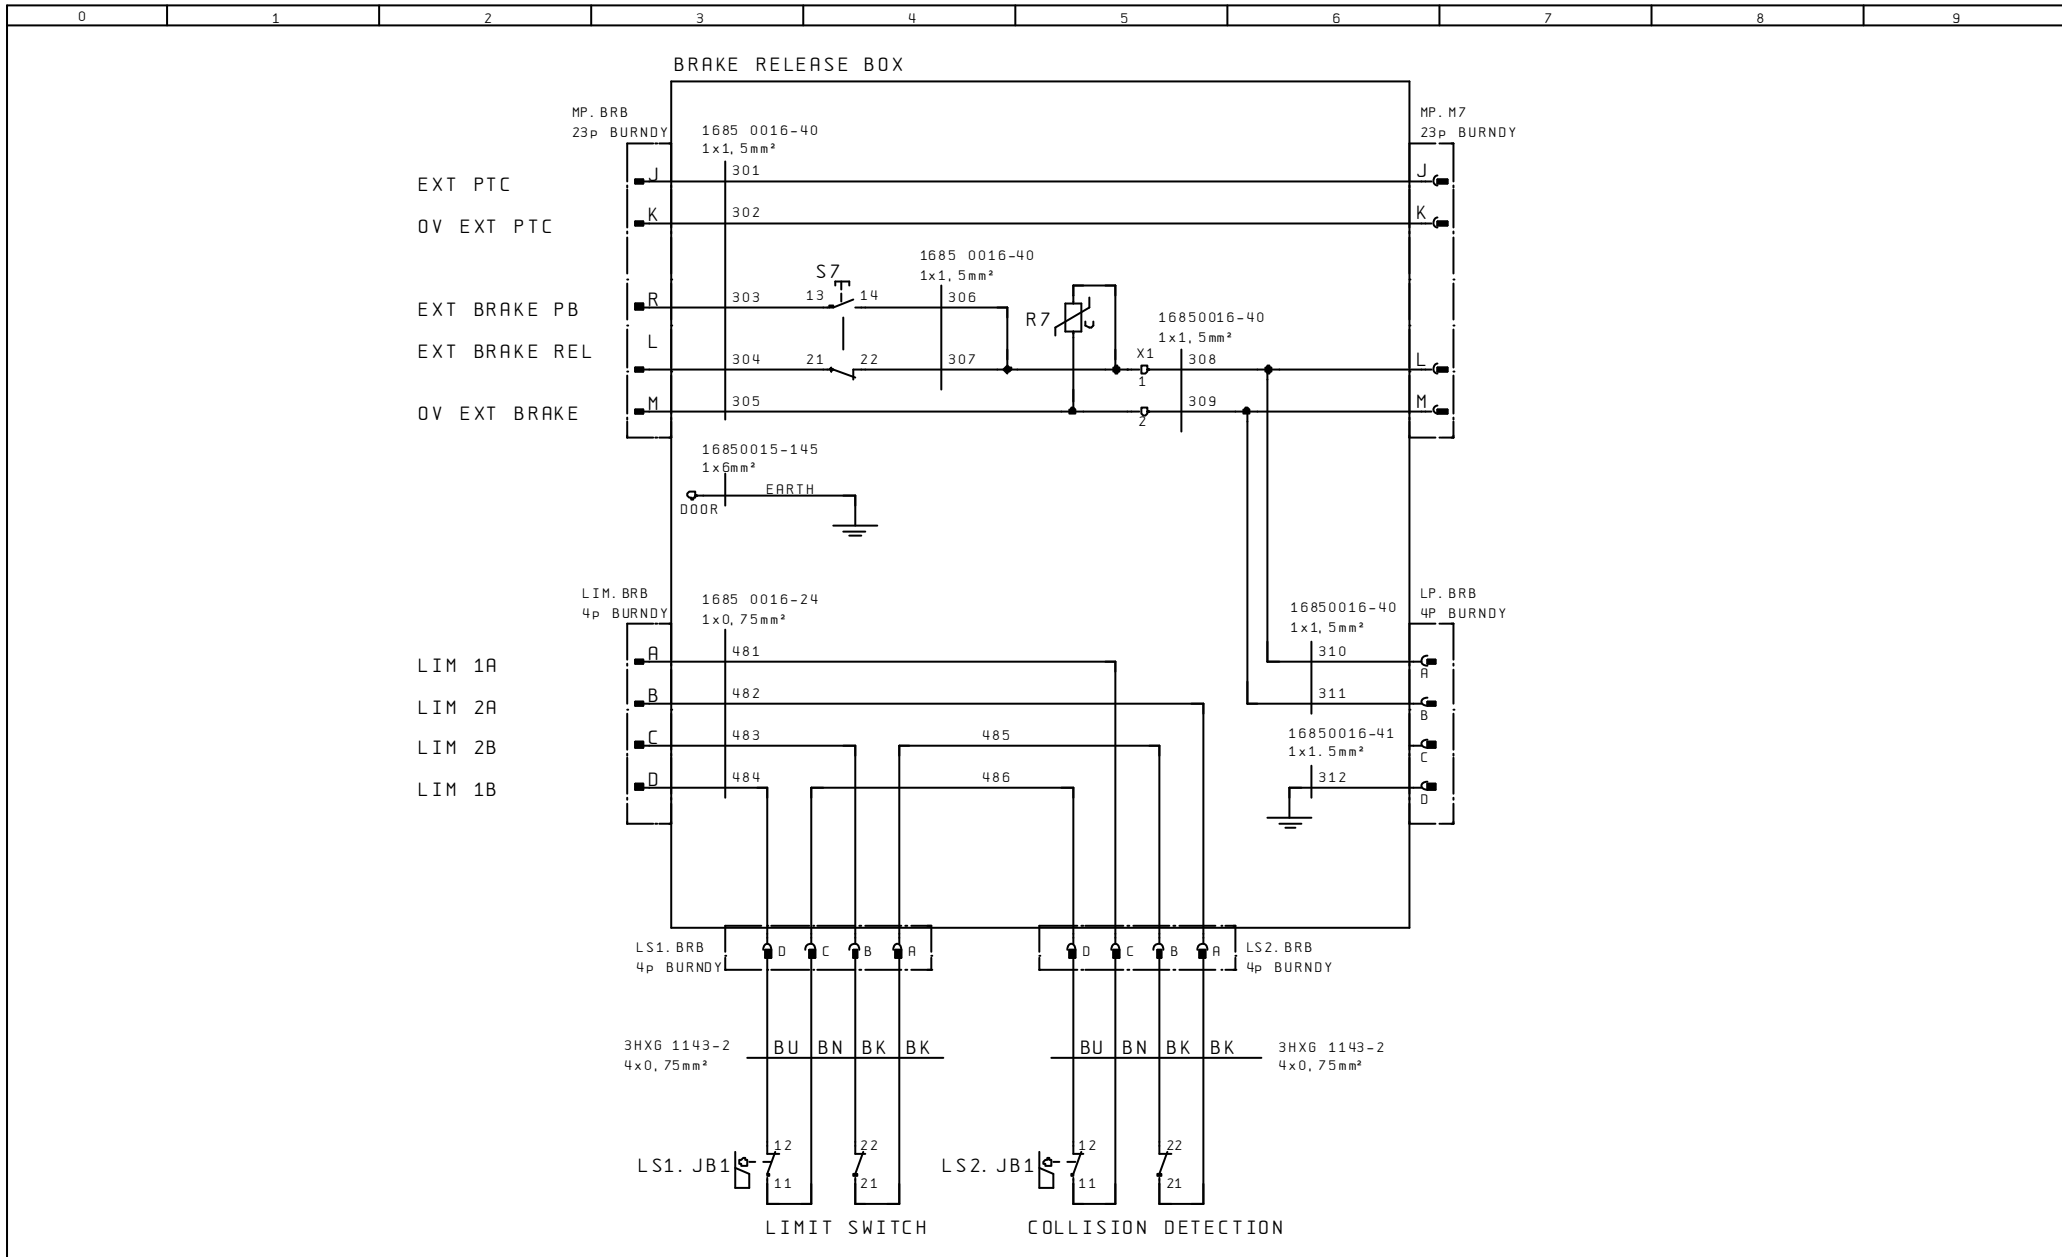 0 1 2 3 4 5 6 7 8 9
BRAKE RELEASE BOX
MP.BRB
23p BURNDY
1685 0016-40
1x1,5mm²
MP.M7
23p BURNDY
EXT PTC
J
301
J
0V EXT PTC
K
302
K
1685 0016-40
1x1,5mm²
S7
EXT BRAKE PB
R
303
13
14
306
R7
U
16850016-40
1x1,5mm²
EXT BRAKE REL
L
304
21
22
307
X1
1
308
L
0V EXT BRAKE
M
305
2
309
M
16850015-145
1x6mm²
EARTH
DOOR
LIM.BRB
4p BURNDY
1685 0016-24
1x0,75mm²
16850016-40
1x1,5mm²
LP.BRB
4P BURNDY
LIM 1A
A
481
310
A
LIM 2A
B
482
311
B
LIM 2B
C
483
485
16850016-41
1x1.5mm²
C
LIM 1B
D
484
486
312
D
LS1.BRB
4p BURNDY
D C B A
D C B A
LS2.BRB
4p BURNDY
3HXG 1143-2
4x0,75mm²
BU BN BK BK
BU BN BK BK
3HXG 1143-2
4x0,75mm²
LS1.JB1
12
11
22
21
LS2.JB1
12
11
22
21
LIMIT SWITCH
COLLISION DETECTION